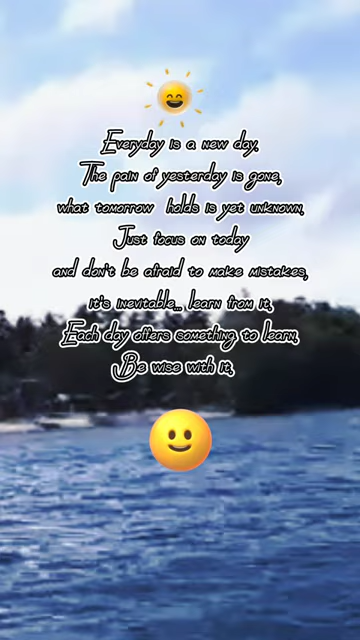 Everyday is a new day.
The pain of yesterday is gone,
what tomorrow holds is yet unknown.
Just focus on today
and don't be afraid to make mistakes,
it's inevitable... learn from it,
Each day offers something to learn.
Be wise with it,